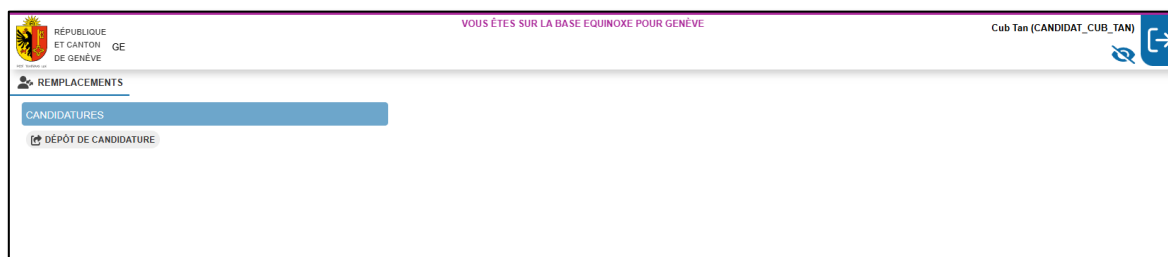 VOUS ÊTES SUR LA BASE EQUINOXE POUR GENÈVE
RÉPUBLIQUE
ET CANTON
DE GENÈVE
GE
Cub Tan (CANDIDAT_CUB_TAN)
REMPLACEMENTS
CANDIDATURES
DÉPÔT DE CANDIDATURE